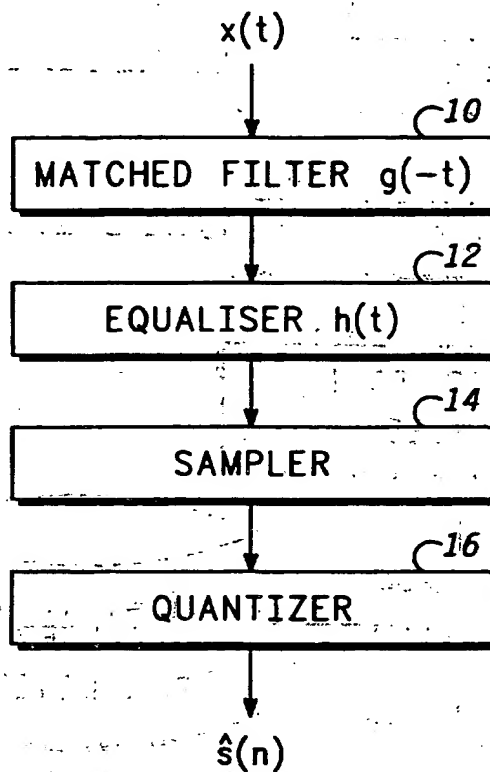 x(t)
10
MATCHED FILTER g(-t)
12
EQUALISER h(t)
14
SAMPLER
16
QUANTIZER
ŝ(n)